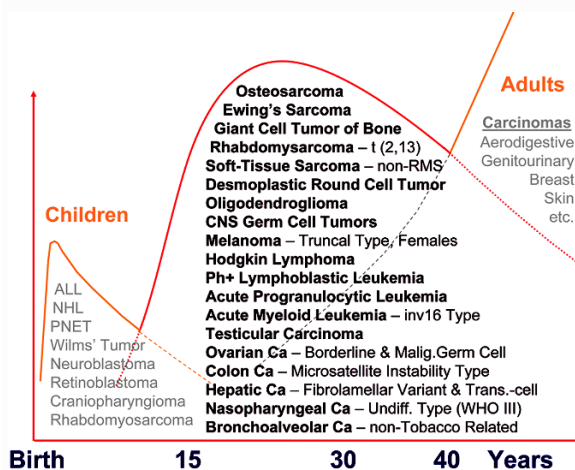 Adults
Carcinomas
Aerodigestive
Genitourinary
Breast
Skin
etc.
Osteosarcoma
Ewing's Sarcoma
Giant Cell Tumor of Bone
Rhabdomysarcoma – t (2,13)
Soft-Tissue Sarcoma – non-RMS
Desmoplastic Round Cell Tumor
Oligodendroglioma
CNS Germ Cell Tumors
Melanoma – Truncal Type, Females
Hodgkin Lymphoma
Ph+ Lymphoblastic Leukemia
Acute Progranulocytic Leukemia
Acute Myeloid Leukemia – inv16 Type
Testicular Carcinoma
Ovarian Ca – Borderline & Malig.Germ Cell
Colon Ca – Microsatellite Instability Type
Hepatic Ca – Fibrolamellar Variant & Trans.-cell
Nasopharyngeal Ca – Undiff. Type (WHO III)
Bronchoalveolar Ca – non-Tobacco Related
Children
ALL
NHL
PNET
Wilms' Tumor
Neuroblastoma
Retinoblastoma
Craniopharyngioma
Rhabdomyosarcoma
Birth 15 30 40 Years